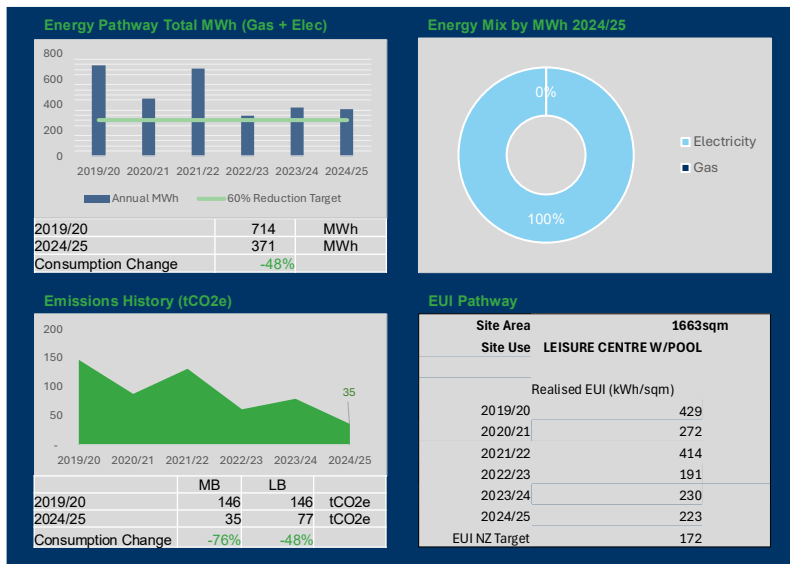 Energy Pathway Total MWh (Gas + Elec)
800
600
400
200
0
2019/20 2020/21 2021/22 2022/23 2023/24 2024/25
Annual MWh 60% Reduction Target
2019/20 714 MWh
2024/25 371 MWh
Consumption Change -48%
Energy Mix by MWh 2024/25
0%
100%
Electricity
Gas
Emissions History (tCO2e)
200
150
100
50
-
35
2019/20 2020/21 2021/22 2022/23 2023/24 2024/25
MB LB
2019/20 146 146 tCO2e
2024/25 35 77 tCO2e
Consumption Change -76% -48%
EUI Pathway
Site Area 1663sqm
Site Use LEISURE CENTRE W/POOL
Realised EUI (kWh/sqm)
2019/20 429
2020/21 272
2021/22 414
2022/23 191
2023/24 230
2024/25 223
EUI NZ Target 172